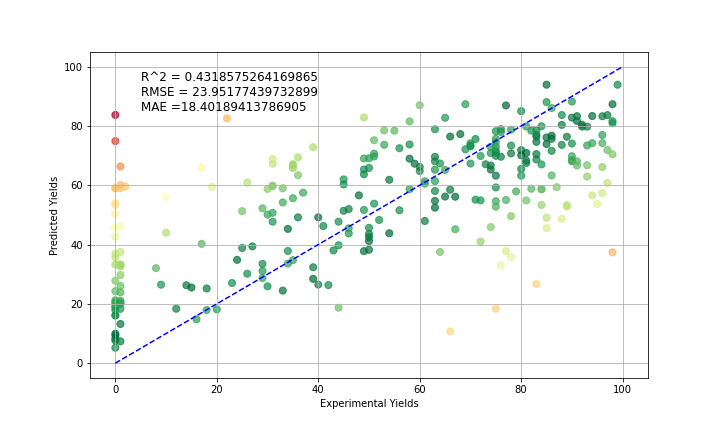 R^2 = 0.4318575264169865
RMSE = 23.95177439732899
MAE =18.40189413786905
100
80
60
40
20
0
Predicted Yields
0 20 40 60 80 100
Experimental Yields